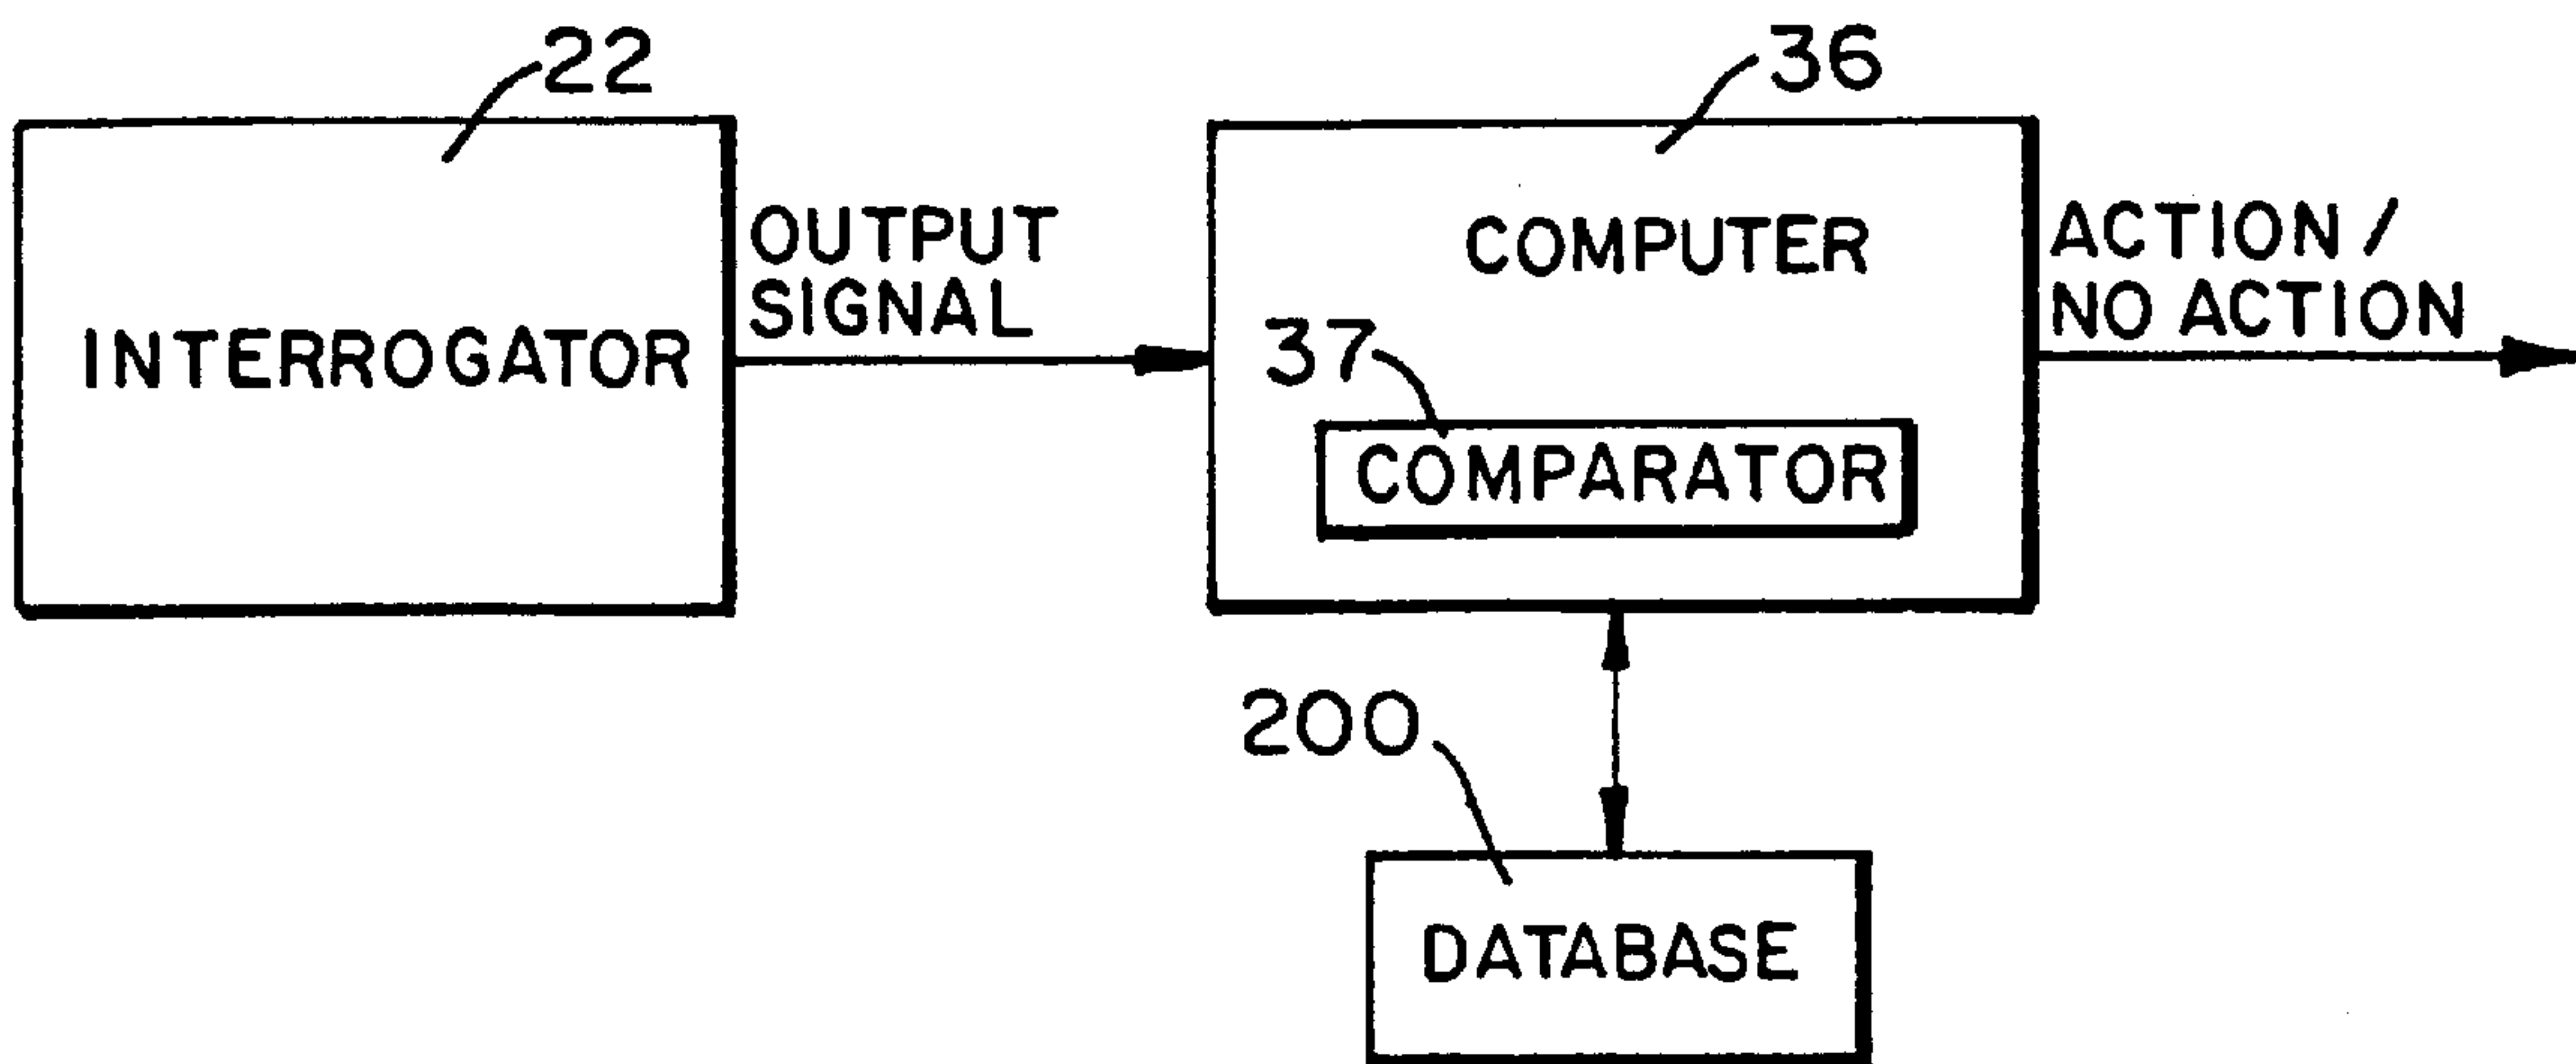 22
36
OUTPUT
SIGNAL
COMPUTER
ACTION /
NO ACTION
INTERROGATOR
37
COMPARATOR
200
DATABASE